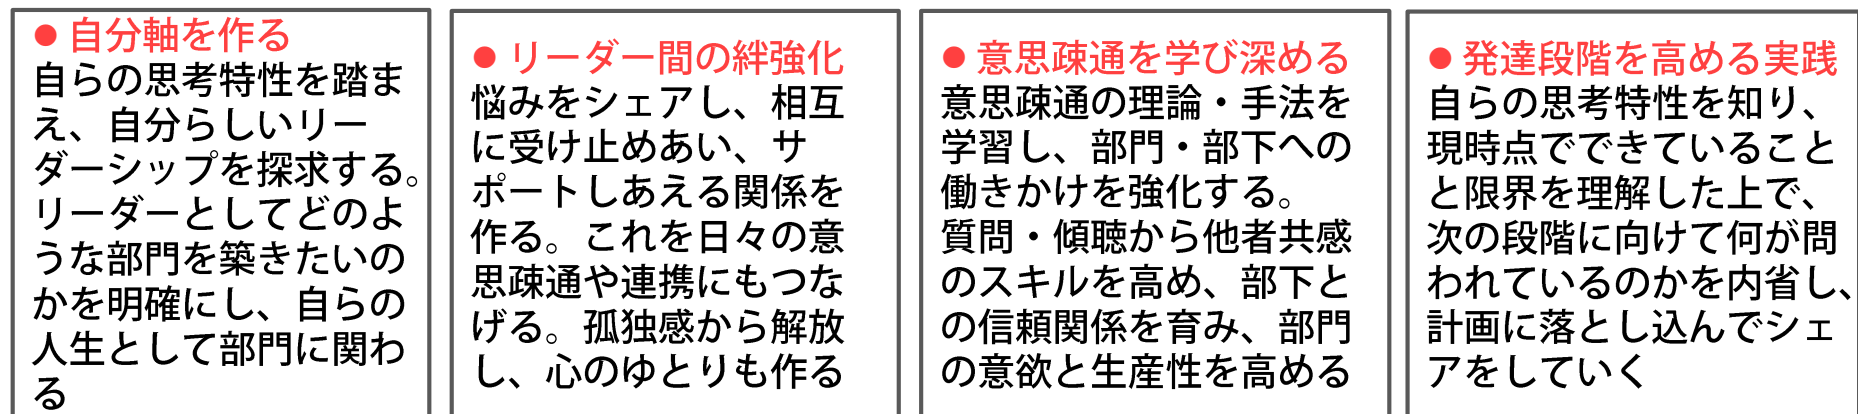 ● 自分軸を作る
自らの思考特性を踏ま
え、自分らしいリー
ダーシップを探求する。
リーダーとしてどのよ
うな部門を築きたいの
かを明確にし、自らの
人生として部門に関わ
る
● リーダー間の絆強化
悩みをシェアし、相互
に受け止めあい、サ
ポートしあえる関係を
作る。これを日々の意
思疎通や連携にもつな
げる。孤独感から解放
し、心のゆとりも作る
● 意思疎通を学び深める
意思疎通の理論・手法を
学習し、部門・部下への
働きかけを強化する。
質問・傾聴から他者共感
のスキルを高め、部下と
の信頼関係を育み、部門
の意欲と生産性を高める
● 発達段階を高める実践
自らの思考特性を知り、
現時点でできていること
と限界を理解した上で、
次の段階に向けて何が問
われているのかを内省し、
計画に落とし込んでシェ
アをしていく